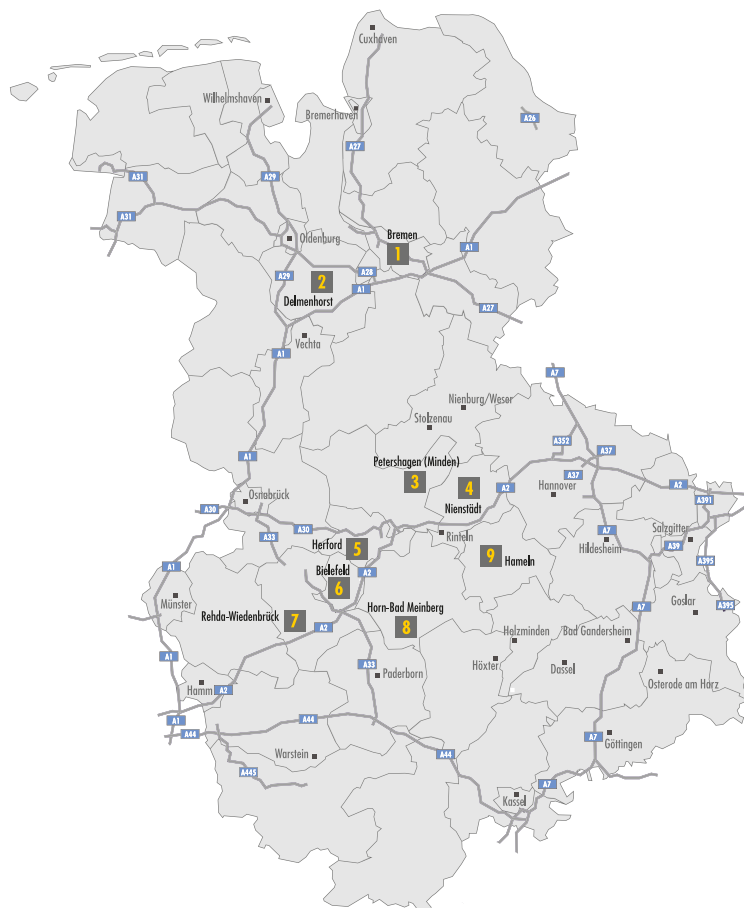 Cuxhaven
Wilhelmshaven
Bremerhaven
A26
A27
A31
A29
A31
Bremen
1
Oldenburg
A1
A28
A29
2
A1
Delmenhorst
A27
Vechta
A1
A7
Nienburg/Weser
Stolzenau
A352
A37
A1
Petershagen (Minden)
3
4
A2
A37
Hannover
A2
Osnabrück
A391
Nienstädt
A30
A30
A33
Rinteln
A7
Salzgitter
Herford
5
9
Hameln
Hildesheim
A39
A395
A1
Bielefeld
6
A2
Münster
Rehda-Wiedenbrück
7
Horn-Bad Meinberg
8
A2
A7
Goslar
A395
Holzminden
Bad Gandersheim
A1
A33
Paderborn
Höxter
Dassel
Osterode am Harz
Hamm
A2
A1
A44
A44
A7
Göttingen
Warstein
A44
A445
A7
Kassel